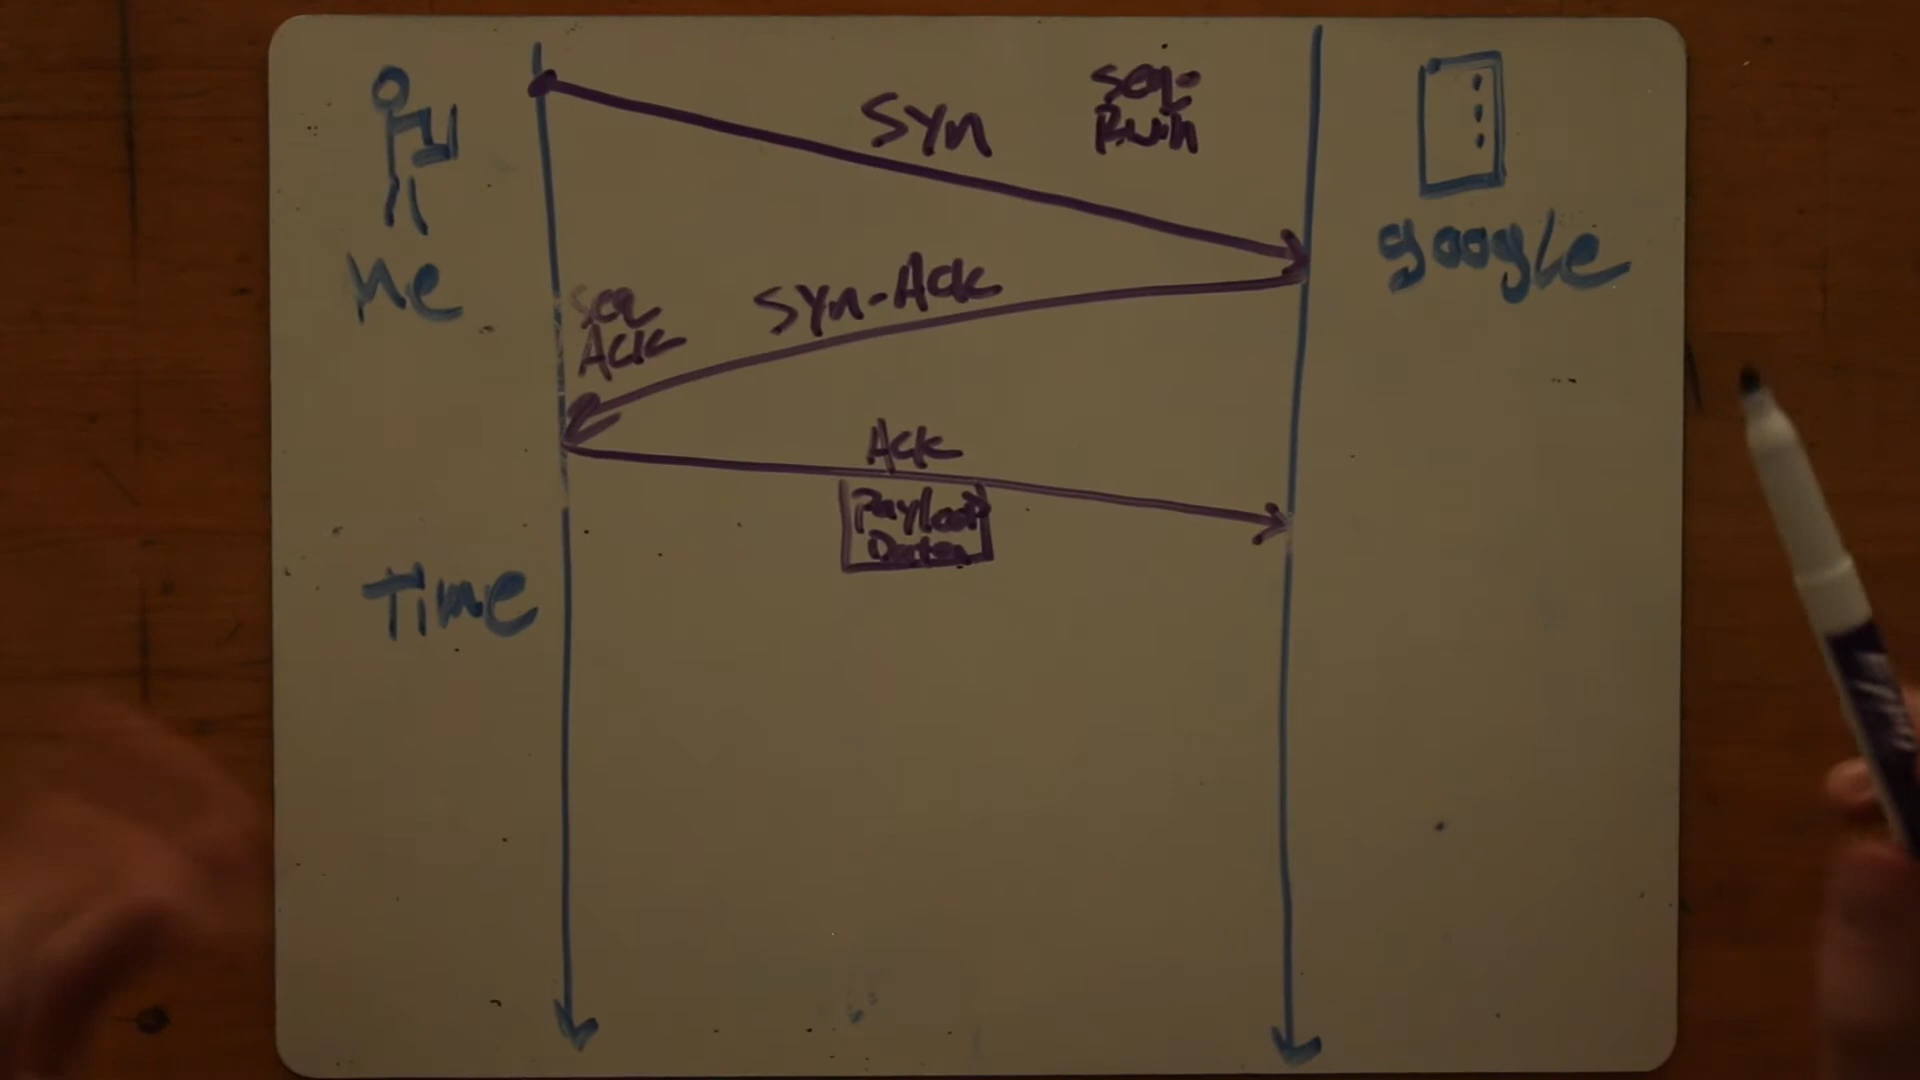 Syn
seq-
Num
Me
google
Syn-Ack
seq
Ack
Ack
Payload
Data
Time